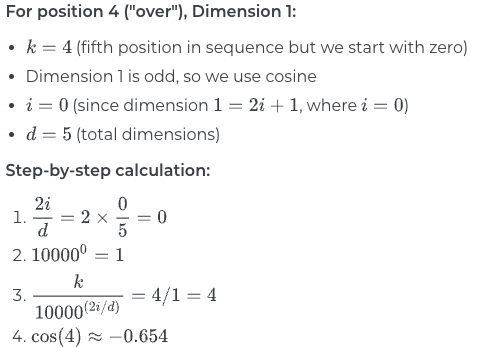 For position 4 ("over"), Dimension 1:
• k = 4 (fifth position in sequence but we start with zero)
• Dimension 1 is odd, so we use cosine
• i = 0 (since dimension 1 = 2i + 1, where i = 0)
• d = 5 (total dimensions)
Step-by-step calculation:
1. 2i/d = 2 × 0/5 = 0
2. 10000⁰ = 1
3. k/10000^(2i/d) = 4/1 = 4
4. cos(4) ≈ −0.654